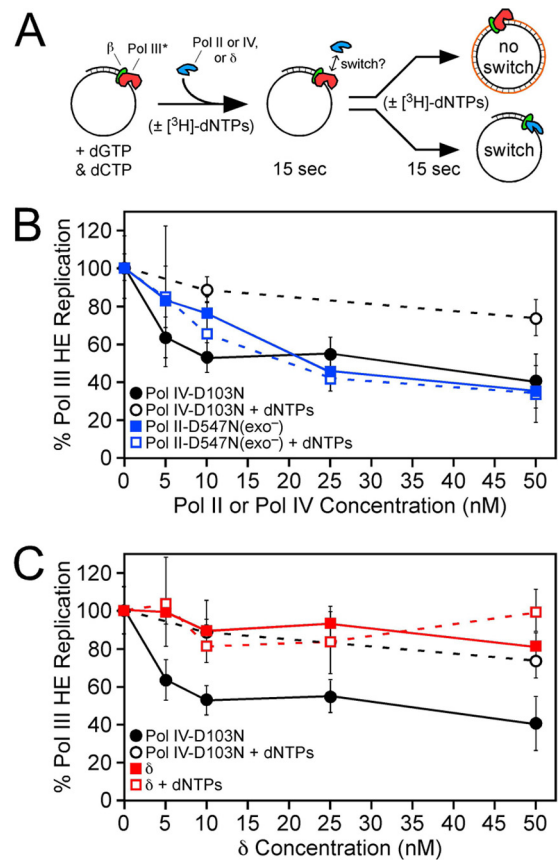 A
β
Pol III*
Pol II or IV,
or δ
switch?
no
switch
(± [³H]-dNTPs)
(± [³H]-dNTPs)
+ dGTP
& dCTP
15 sec
15 sec
switch
B
% Pol III HE Replication
120
100
80
60
40
20
0
Pol IV-D103N
Pol IV-D103N + dNTPs
Pol II-D547N(exo⁻)
Pol II-D547N(exo⁻) + dNTPs
0 5 10 15 20 25 30 35 40 45 50
Pol II or Pol IV Concentration (nM)
C
% Pol III HE Replication
120
100
80
60
40
20
0
Pol IV-D103N
Pol IV-D103N + dNTPs
δ
δ + dNTPs
0 5 10 15 20 25 30 35 40 45 50
δ Concentration (nM)